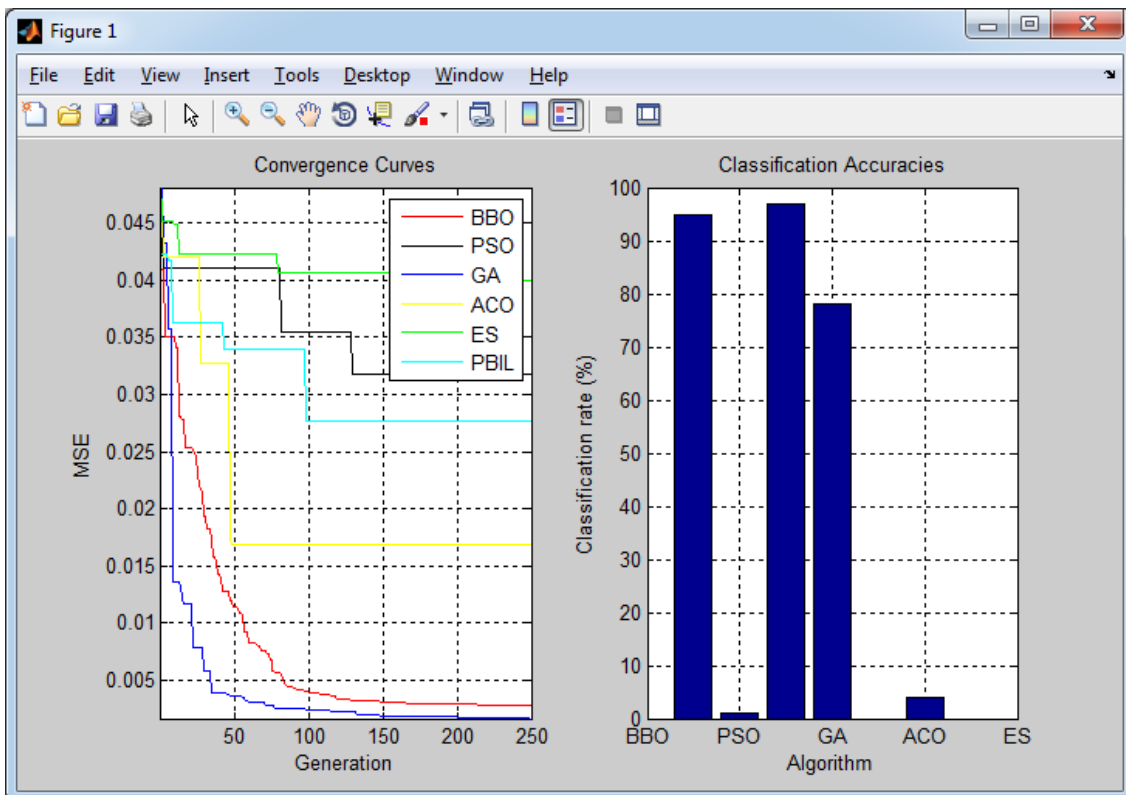 Figure 1
File Edit View Insert Tools Desktop Window Help
Convergence Curves
MSE
0.045
0.04
0.035
0.03
0.025
0.02
0.015
0.01
0.005
50 100 150 200 250
Generation
BBO
PSO
GA
ACO
ES
PBIL
Classification Accuracies
Classification rate (%)
100
90
80
70
60
50
40
30
20
10
0
BBO PSO GA ACO ES
Algorithm